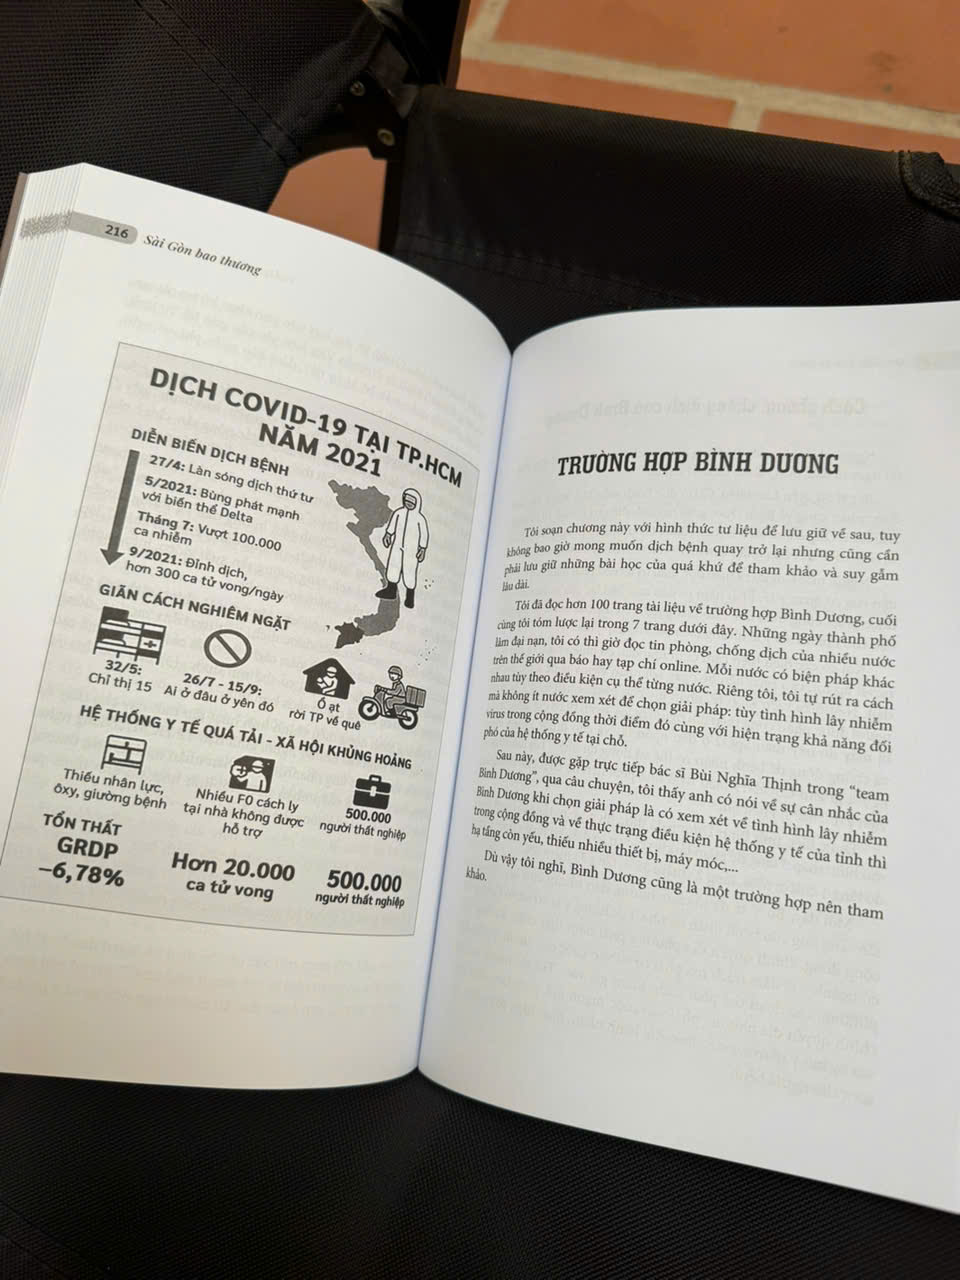 216
Sài Gòn bao thương
DỊCH COVID-19 TẠI TP.HCM
NĂM 2021
DIỄN BIẾN DỊCH BỆNH
27/4: Làn sóng dịch thứ tư
5/2021: Bùng phát mạnh
với biến thể Delta
Tháng 7: Vượt 100.000
ca nhiễm
9/2021: Đỉnh dịch,
hơn 300 ca tử vong/ngày
GIÃN CÁCH NGHIÊM NGẶT
32/5:
Chỉ thị 15
26/7 - 15/9:
Ai ở đâu ở yên đó
Ồ ạt
rời TP về quê
HỆ THỐNG Y TẾ QUÁ TẢI - XÃ HỘI KHỦNG HOẢNG
Thiếu nhân lực,
ôxy, giường bệnh
Nhiều F0 cách ly
tại nhà không được
hỗ trợ
500.000
người thất nghiệp
TỔN THẤT
GRDP
–6,78%
Hơn 20.000
ca tử vong
500.000
người thất nghiệp
TRƯỜNG HỢP BÌNH DƯƠNG
Tôi soạn chương này với hình thức tư liệu để lưu giữ về sau, tuy
không bao giờ mong muốn dịch bệnh quay trở lại nhưng cũng cần
phải lưu giữ những bài học của quá khứ để tham khảo và suy gẫm
lâu dài.
Tôi đã đọc hơn 100 trang tài liệu về trường hợp Bình Dương, cuối
cùng tôi tóm lược lại trong 7 trang dưới đây. Những ngày thành phố
lâm đại nạn, tôi có thì giờ đọc tin phòng, chống dịch của nhiều nước
trên thế giới qua báo hay tạp chí online. Mỗi nước có biện pháp khác
nhau tùy theo điều kiện cụ thể từng nước. Riêng tôi, tôi tự rút ra cách
mà không ít nước xem xét để chọn giải pháp: tùy tình hình lây nhiễm
virus trong cộng đồng thời điểm đó cùng với hiện trạng khả năng đối
phó của hệ thống y tế tại chỗ.
Sau này, được gặp trực tiếp bác sĩ Bùi Nghĩa Thịnh trong “team
Bình Dương”, qua câu chuyện, tôi thấy anh có nói về sự cân nhắc của
Bình Dương khi chọn giải pháp là có xem xét về tình hình lây nhiễm
trong cộng đồng và về thực trạng điều kiện hệ thống y tế của tỉnh thì
hạ tầng còn yếu, thiếu nhiều thiết bị, máy móc,...
Dù vậy tôi nghĩ, Bình Dương cũng là một trường hợp nên tham
khảo.